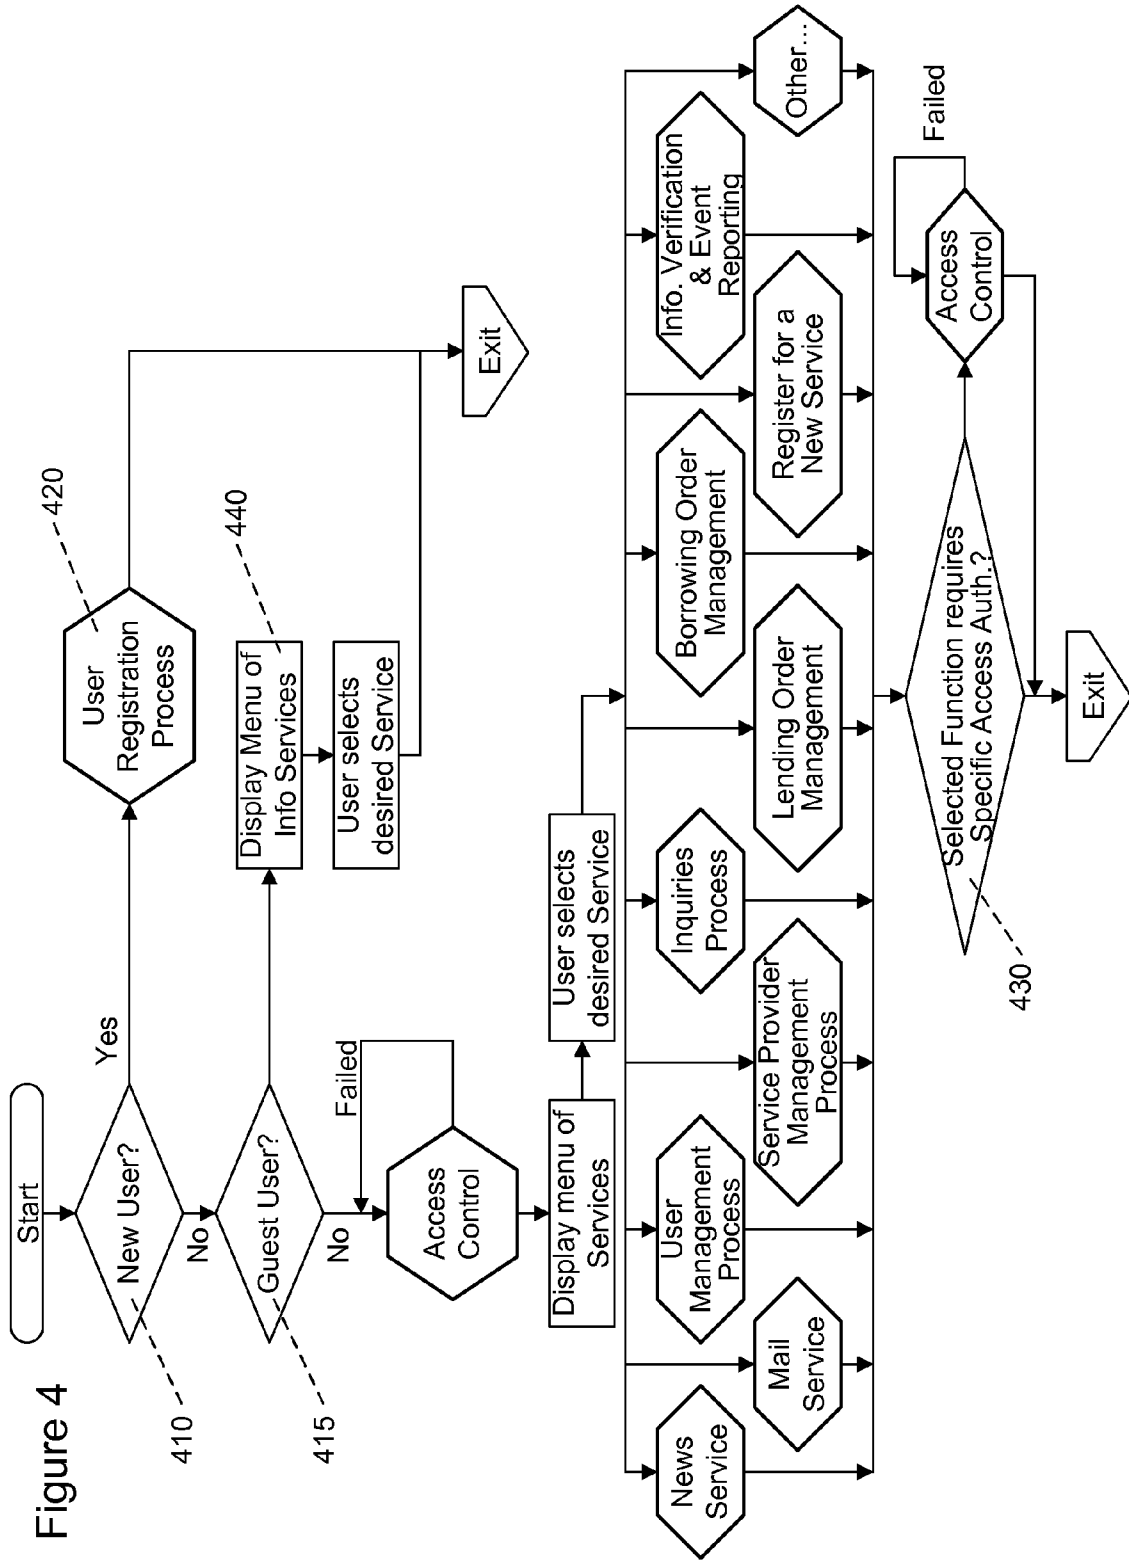 Figure 4
Start
New User?
410
Yes
User
Registration
Process
420
No
Guest User?
415
Display Menu of
Info Services
440
User selects
desired Service
Exit
No
Failed
Access
Control
Display menu of
Services
User selects
desired Service
News
Service
User
Management
Process
Inquiries
Process
Borrowing Order
Management
Info. Verification
& Event
Reporting
Mail
Service
Service Provider
Management
Process
Lending Order
Management
Register for a
New Service
Other...
Selected Function requires
Specific Access Auth.?
430
Access
Control
Failed
Exit